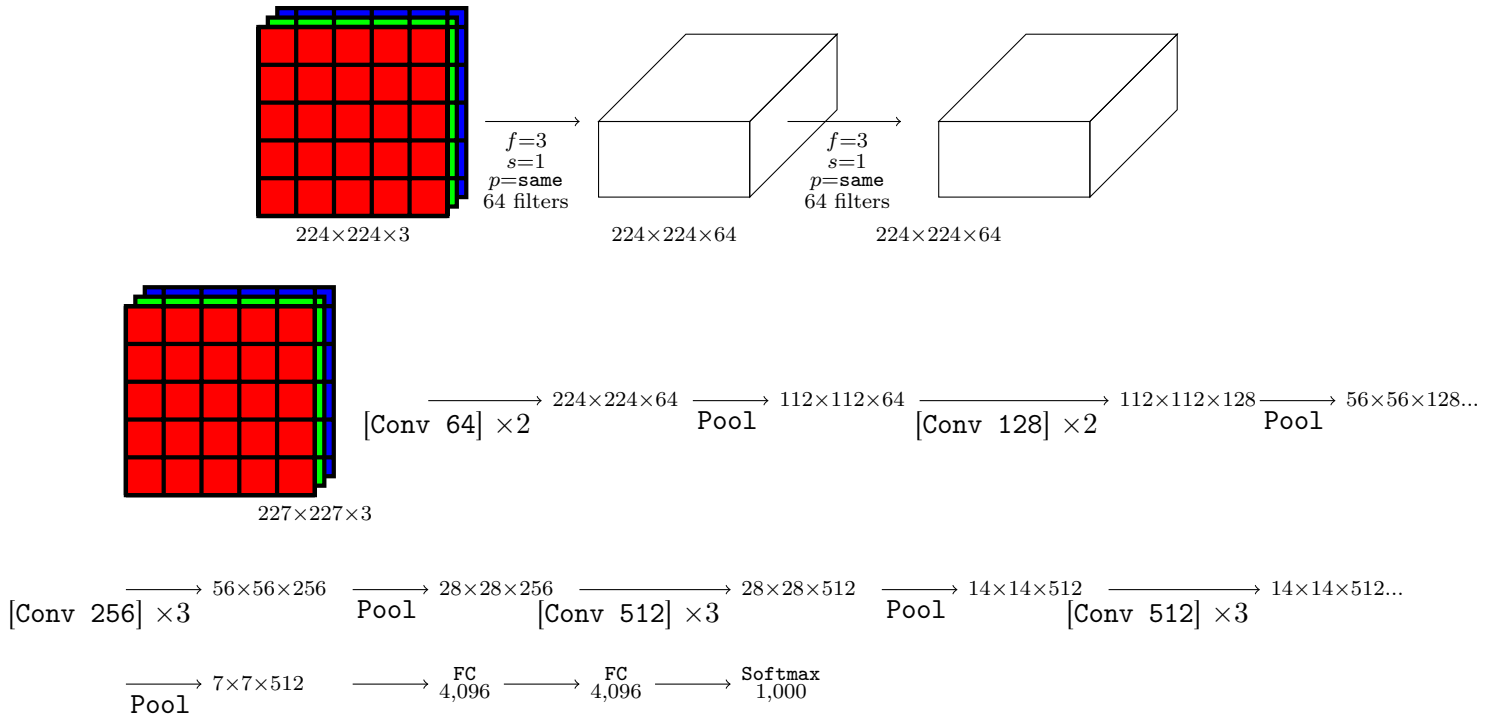 f=3 f=3
s=1 s=1
p=same p=same
64 filters 64 filters
224×224×3 224×224×64 224×224×64
224×224×64 112×112×64 112×112×128 56×56×128...
[Conv 64] ×2 Pool [Conv 128] ×2 Pool
227×227×3
56×56×256 28×28×256 28×28×512 14×14×512 14×14×512...
[Conv 256] ×3 Pool [Conv 512] ×3 Pool [Conv 512] ×3
7×7×512 FC FC Softmax
Pool 4,096 4,096 1,000